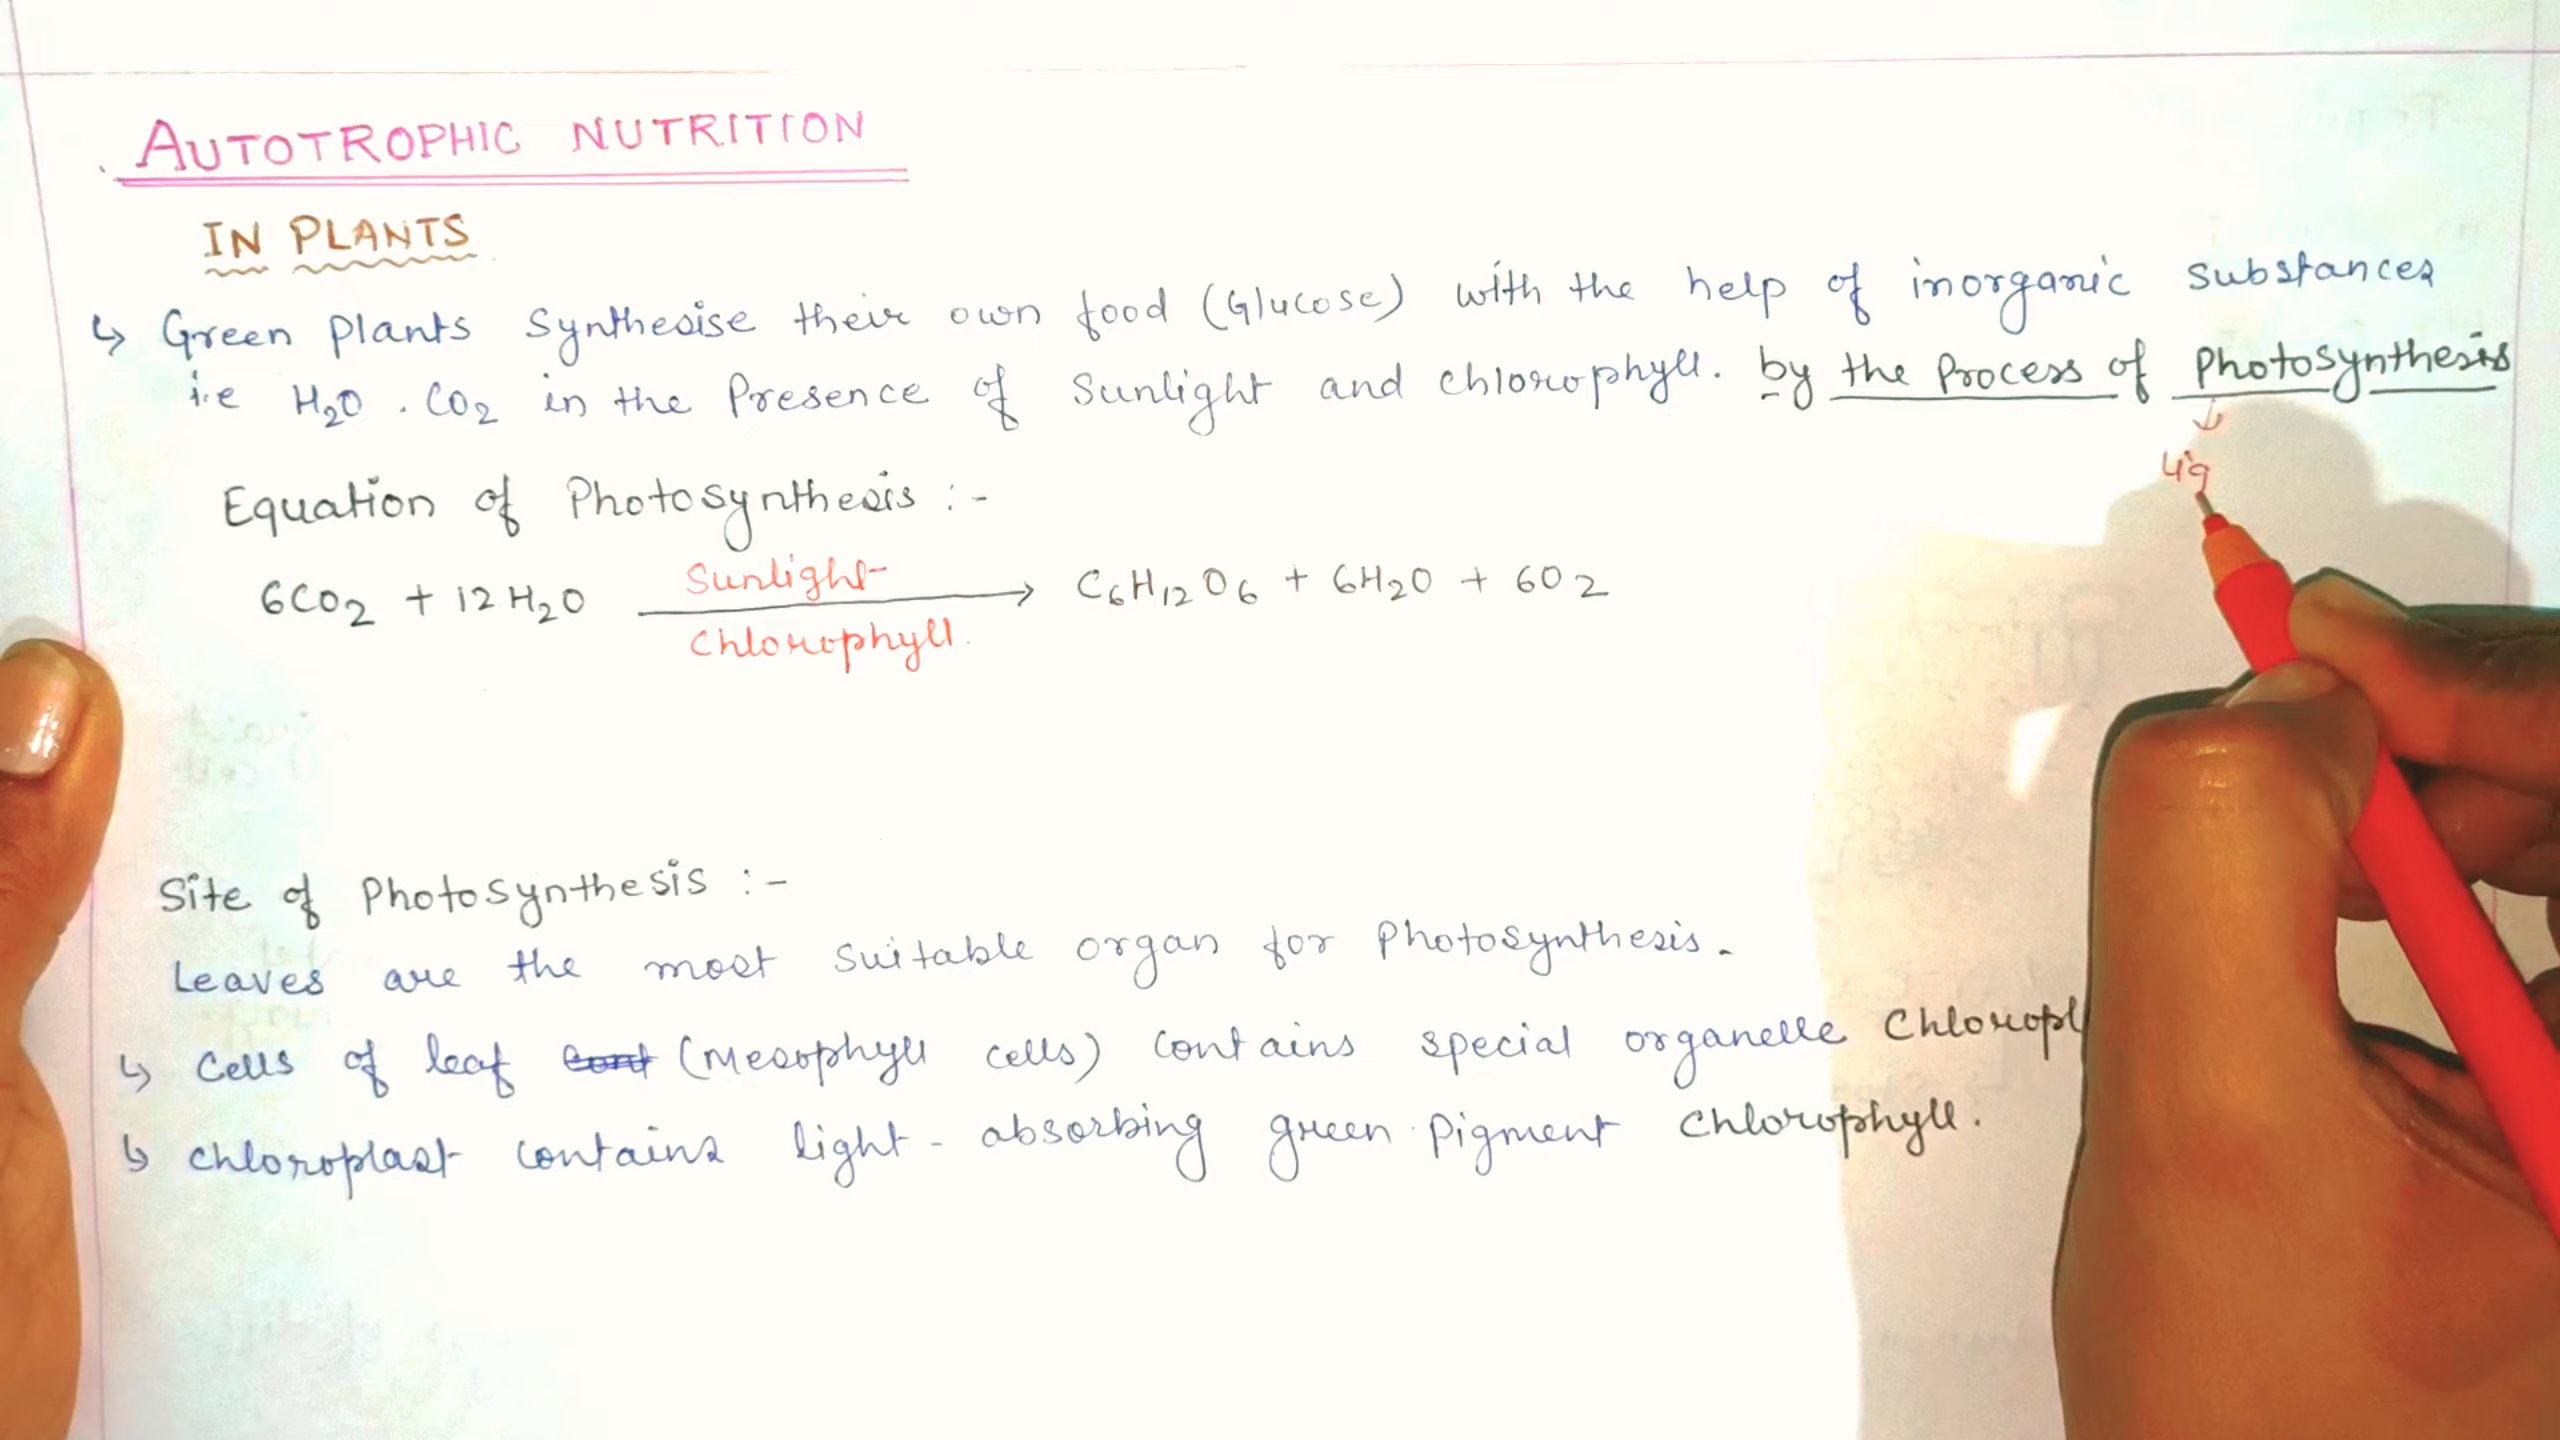 AUTOTROPHIC NUTRITION
IN PLANTS
↳ Green Plants Synthesise their own food (Glucose) with the help of inorganic substances
i.e H₂O . CO₂ in the Presence of Sunlight and chlorophyll. by the Process of Photosynthesis
↓
Equation of Photosynthesis :-
6CO₂ + 12H₂O Sunlight → Chlorophyll. C₆H₁₂O₆ + 6H₂O + 6O₂
Site of Photosynthesis :-
Leaves are the most suitable organ for Photosynthesis.
↳ Cells of leaf (Mesophyll cells) contains special organelle Chloropl
↳ chloroplast contains light-absorbing green Pigment Chlorophyll.